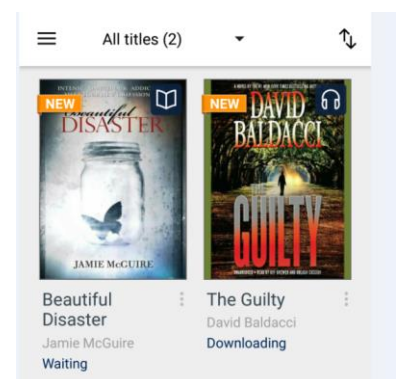 All titles (2)
NEW
Beautiful
DISASTER
JAMIE McGUIRE
NEW
DAVID
BALDACCI
THE
GUILTY
Beautiful
Disaster
Jamie McGuire
Waiting
The Guilty
David Baldacci
Downloading